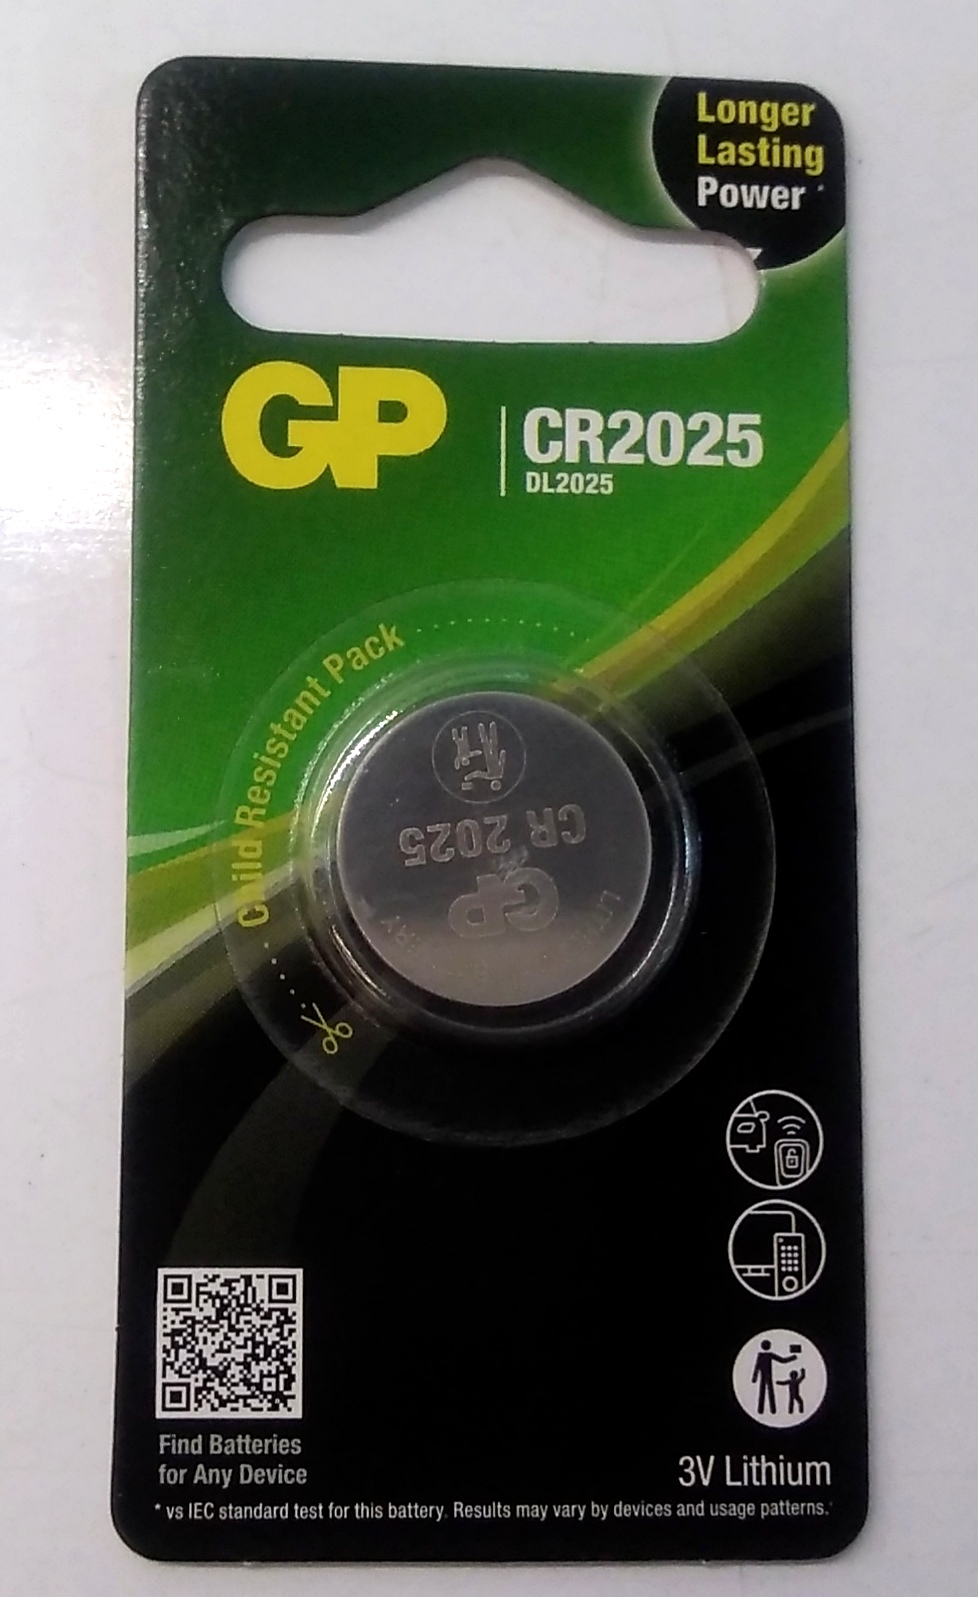 Longer
Lasting
Power*
GP
CR2025
DL2025
Child Resistant Pack
CR 2025
GP
Find Batteries
for Any Device
3V Lithium
* vs IEC standard test for this battery. Results may vary by devices and usage patterns.